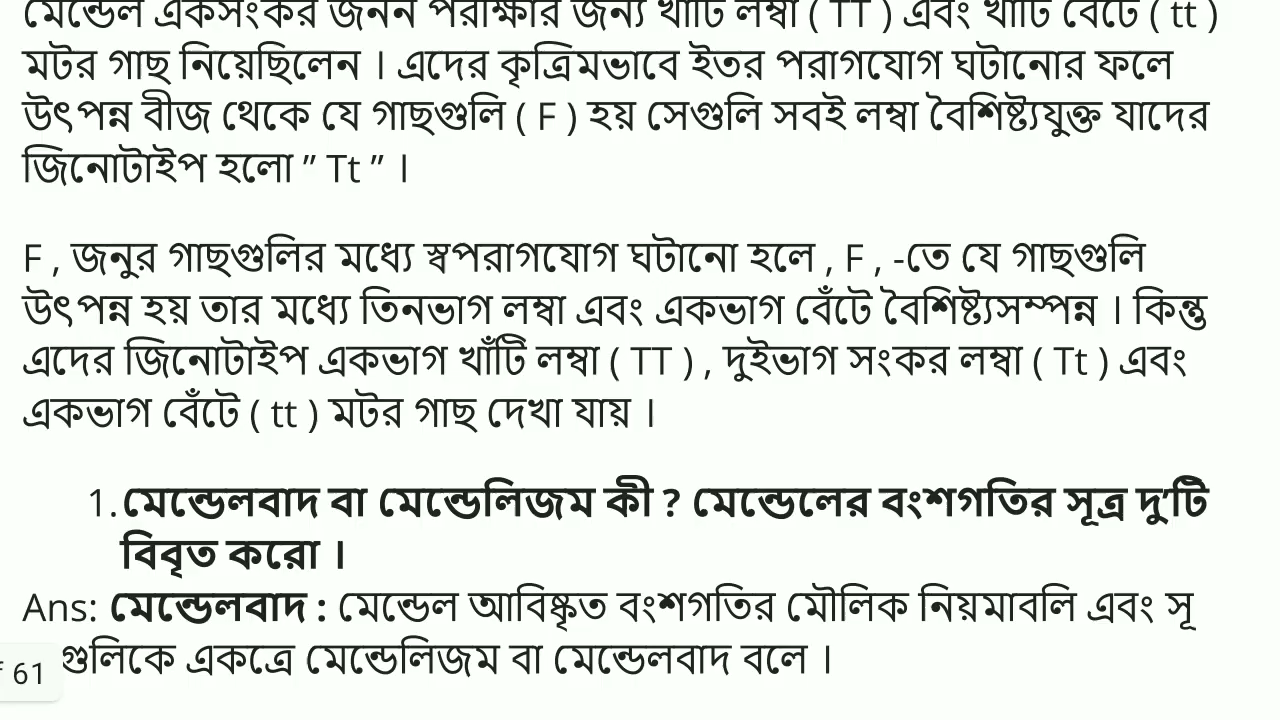 মেন্ডেল একসংকর জনন পরীক্ষার জন্য খাঁটি লম্বা ( TT ) এবং খাঁটি বেঁটে ( tt )
মটর গাছ নিয়েছিলেন । এদের কৃত্রিমভাবে ইতর পরাগযোগ ঘটানোর ফলে
উৎপন্ন বীজ থেকে যে গাছগুলি ( F ) হয় সেগুলি সবই লম্বা বৈশিষ্ট্যযুক্ত যাদের
জিনোটাইপ হলো ” Tt ” ।
F , জনুর গাছগুলির মধ্যে স্বপরাগযোগ ঘটানো হলে , F , -তে যে গাছগুলি
উৎপন্ন হয় তার মধ্যে তিনভাগ লম্বা এবং একভাগ বেঁটে বৈশিষ্ট্যসম্পন্ন । কিন্তু
এদের জিনোটাইপ একভাগ খাঁটি লম্বা ( TT ) , দুইভাগ সংকর লম্বা ( Tt ) এবং
একভাগ বেঁটে ( tt ) মটর গাছ দেখা যায় ।
1. মেন্ডেলবাদ বা মেন্ডেলিজম কী ? মেন্ডেলের বংশগতির সূত্র দু’টি
বিবৃত করো ।
Ans: মেন্ডেলবাদ : মেন্ডেল আবিষ্কৃত বংশগতির মৌলিক নিয়মাবলি এবং সূ
গুলিকে একত্রে মেন্ডেলিজম বা মেন্ডেলবাদ বলে ।
61